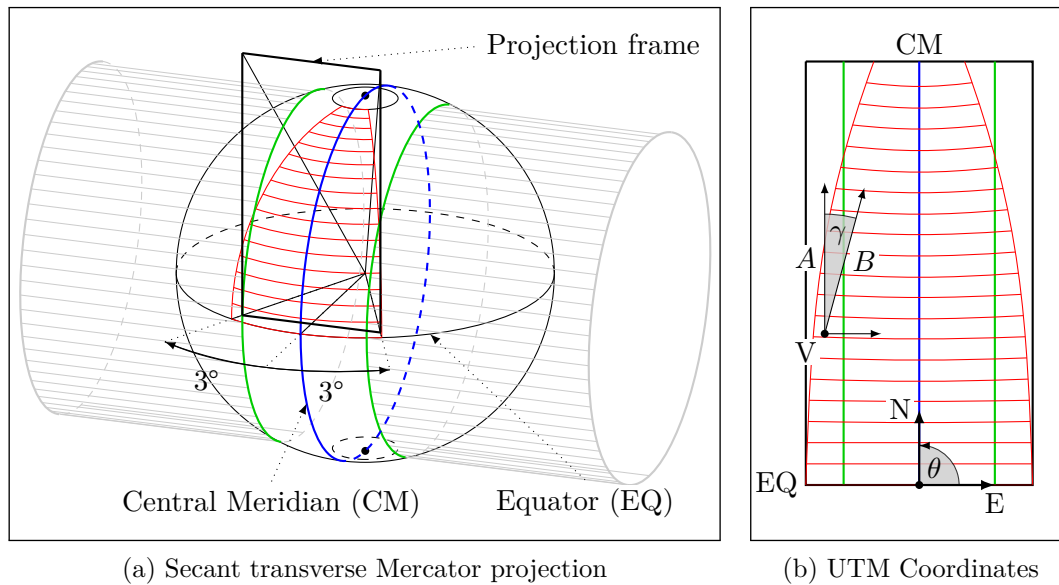 Projection frame
3°
3°
Central Meridian (CM)
Equator (EQ)
(a) Secant transverse Mercator projection
CM
γ
A
B
V
N
θ
EQ
E
(b) UTM Coordinates